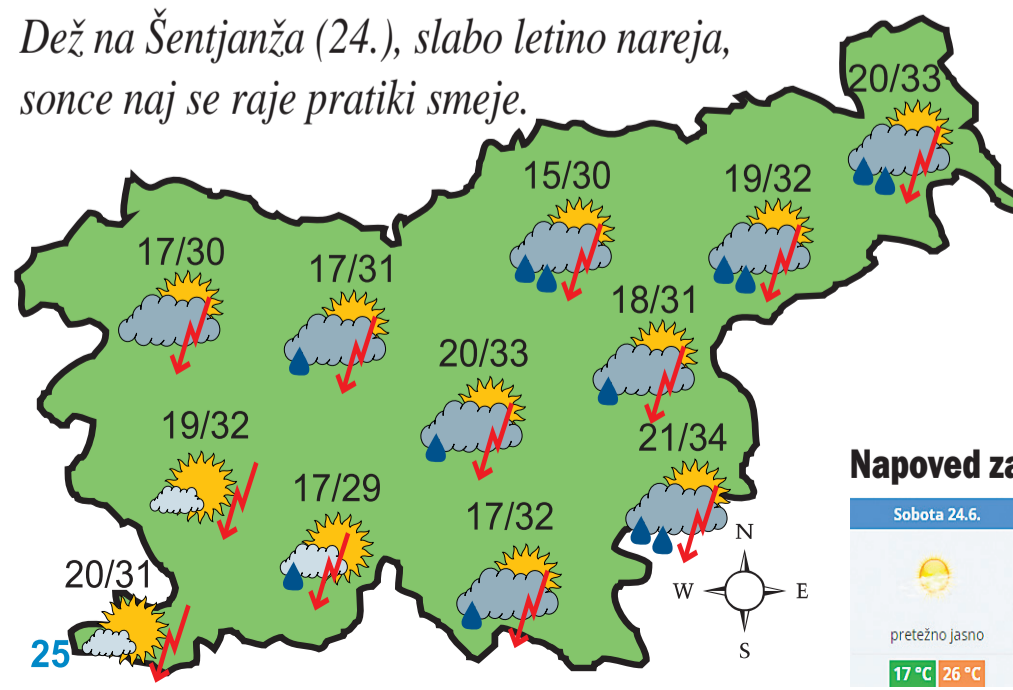 Dež na Šentjanža (24.), slabo letino nareja,
sonce naj se raje pratiki smeje.
20/33
15/30
19/32
17/30
17/31
18/31
20/33
19/32
21/34
17/29
17/32
20/31
25
N
W
E
S
Napoved za
Sobota 24.6.
pretežno jasno
17 °C 26 °C